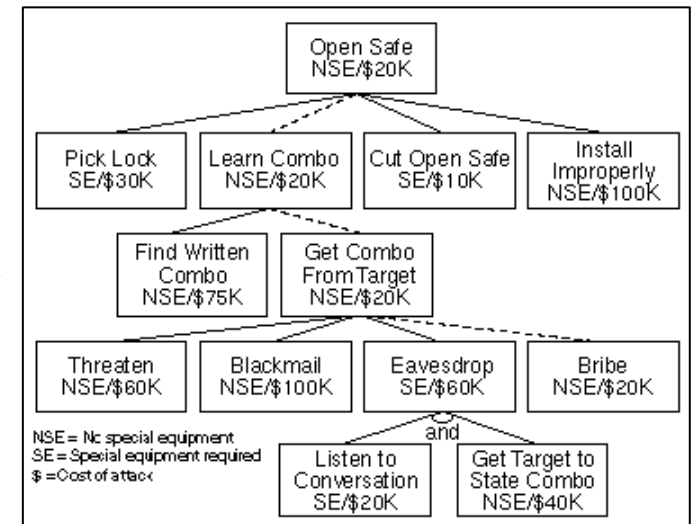 Open Safe
NSE/$20K
Pick Lock
SE/$30K
Learn Combo
NSE/$20K
Cut Open Safe
SE/$10K
Install
Improperly
NSE/$100K
Find Written
Combo
NSE/$75K
Get Combo
From Target
NSE/$20K
Threaten
NSE/$60K
Blackmail
NSE/$100K
Eavesdrop
SE/$60K
Bribe
NSE/$20K
and
NSE = No special equipment
SE = Special equipment required
$ = Cost of attack
Listen to
Conversation
SE/$20K
Get Target to
State Combo
NSE/$40K